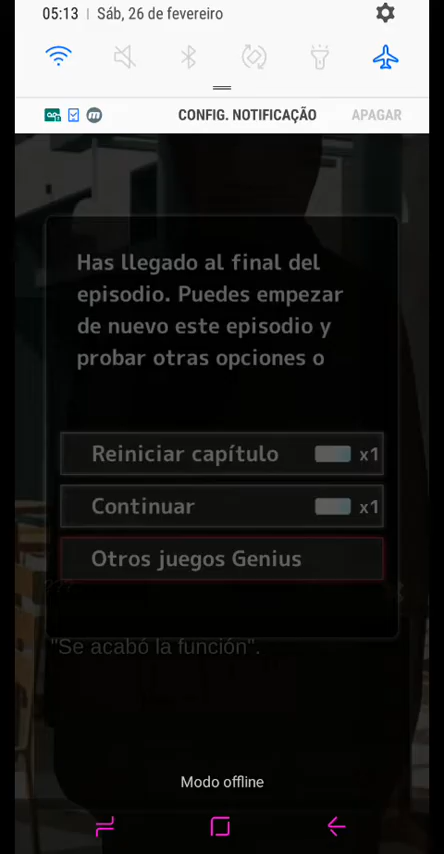 05:13 | Sáb, 26 de fevereiro
CONFIG. NOTIFICAÇÃO APAGAR
Has llegado al final del
episodio. Puedes empezar
de nuevo este episodio y
probar otras opciones o
Reiniciar capítulo x1
Continuar x1
Otros juegos Genius
???
"Se acabó la función".
Modo offline